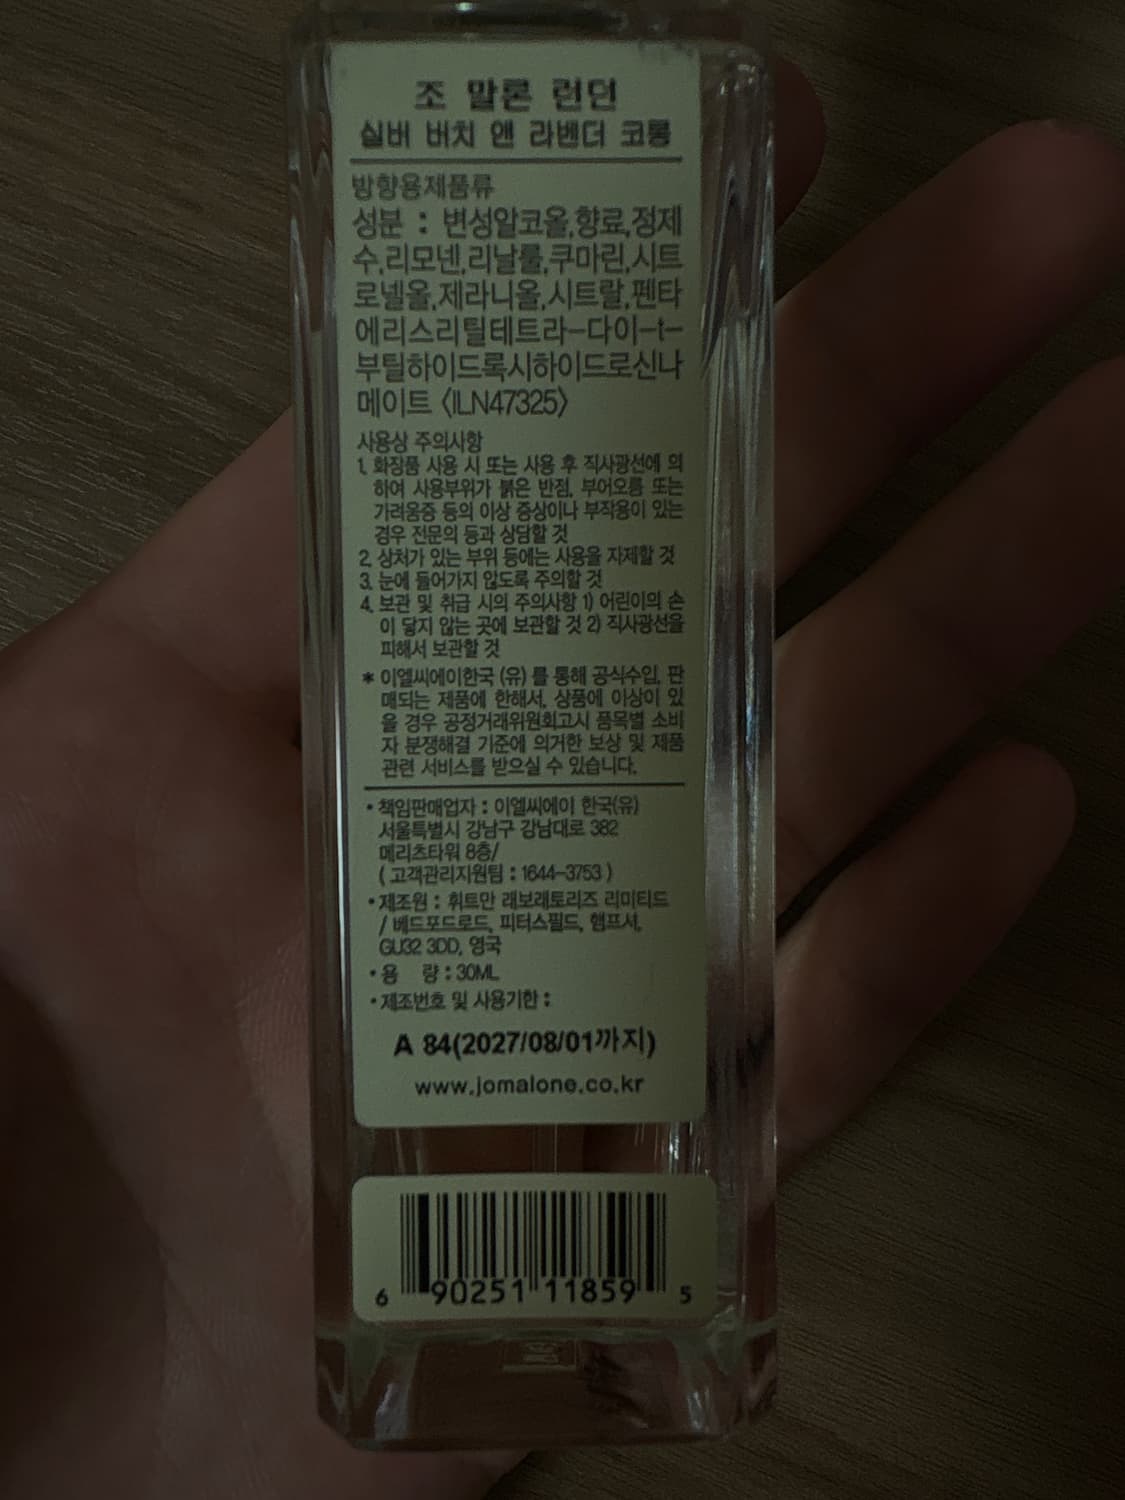 조 말론 런던
실버 버치 앤 라벤더 코롱
방향용제품류
성분 : 변성알코올,향료,정제
수,리모넨,리날룰,쿠마린,시트
로넬올,제라니올,시트랄,펜타
에리스리틸테트라-다이-t-
부틸하이드록시하이드로신나
메이트 <ILN47325>
사용상 주의사항
1. 화장품 사용 시 또는 사용 후 직사광선에 의
하여 사용부위가 붉은 반점, 부어오름 또는
가려움증 등의 이상 증상이나 부작용이 있는
경우 전문의 등과 상담할 것
2. 상처가 있는 부위 등에는 사용을 자제할 것
3. 눈에 들어가지 않도록 주의할 것
4. 보관 및 취급 시의 주의사항 1) 어린이의 손
이 닿지 않는 곳에 보관할 것 2) 직사광선을
피해서 보관할 것
* 이엘씨에이한국 (유) 를 통해 공식수입, 판
매되는 제품에 한해서, 상품에 이상이 있
을 경우 공정거래위원회고시 품목별 소비
자 분쟁해결 기준에 의거한 보상 및 제품
관련 서비스를 받으실 수 있습니다.
• 책임판매업자 : 이엘씨에이 한국(유)
서울특별시 강남구 강남대로 382
메리츠타워 8층/
( 고객관리지원팀 : 1644-3753 )
• 제조원 : 휘트만 래보래토리즈 리미티드
/ 베드포드로드, 피터스필드, 햄프셔,
GU32 3DD, 영국
• 용 량 : 30ML
• 제조번호 및 사용기한 :
A 84(2027/08/01까지)
www.jomalone.co.kr
6 90251 11859 5